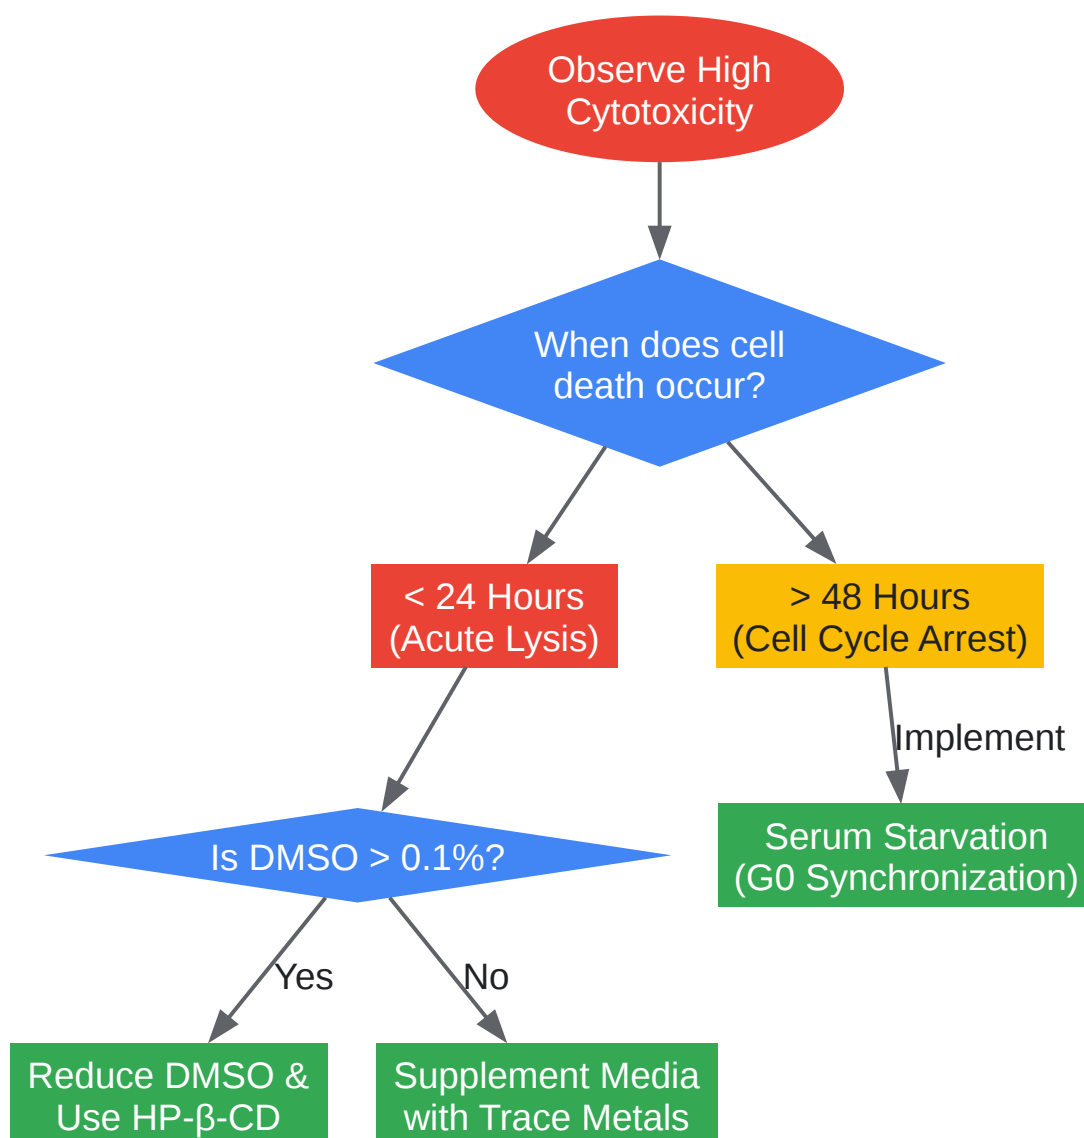 Observe High
Cytotoxicity
When does cell
death occur?
< 24 Hours
(Acute Lysis)
> 48 Hours
(Cell Cycle Arrest)
Implement
Is DMSO > 0.1%?
Serum Starvation
(G0 Synchronization)
Yes
No
Reduce DMSO &
Use HP-β-CD
Supplement Media
with Trace Metals